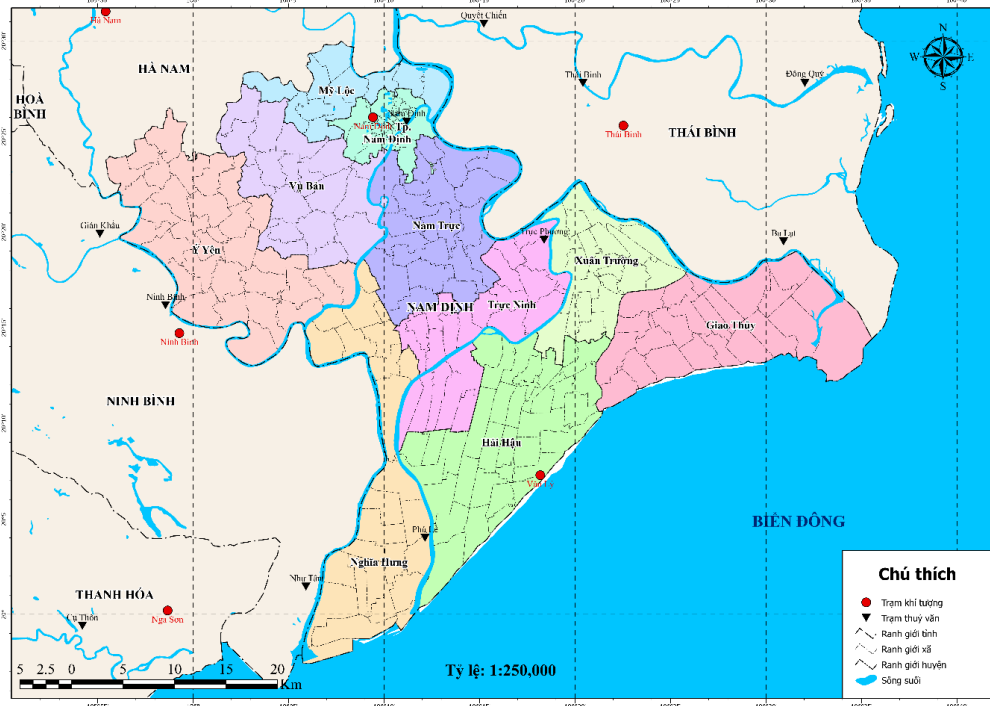 Quyết Chiến
Hà Nam
N
W E
S
HÀ NAM
Mỹ Lộc
Thái Bình
Đông Quý
HOÀ
BÌNH
Nam Định
Tp.
Nam Định
Thái Bình
THÁI BÌNH
Vụ Bản
Gián Khẩu
Ý Yên
Nam Trực
Trực Phương
Ba Lạt
Xuân Trường
Ninh Bình
NAM ĐỊNH
Trực Ninh
Giao Thủy
Ninh Bình
NINH BÌNH
Hải Hậu
Văn Lý
BIỂN ĐÔNG
Phú Lễ
Nghĩa Hưng
Như Tân
THANH HÓA
Nga Sơn
Cụ Thôn
Chú thích
Trạm khí tượng
Trạm thuỷ văn
Ranh giới tỉnh
Ranh giới xã
Ranh giới huyện
Sông suối
Tỷ lệ: 1:250,000
5 2.5 0 5 10 15 20
Km